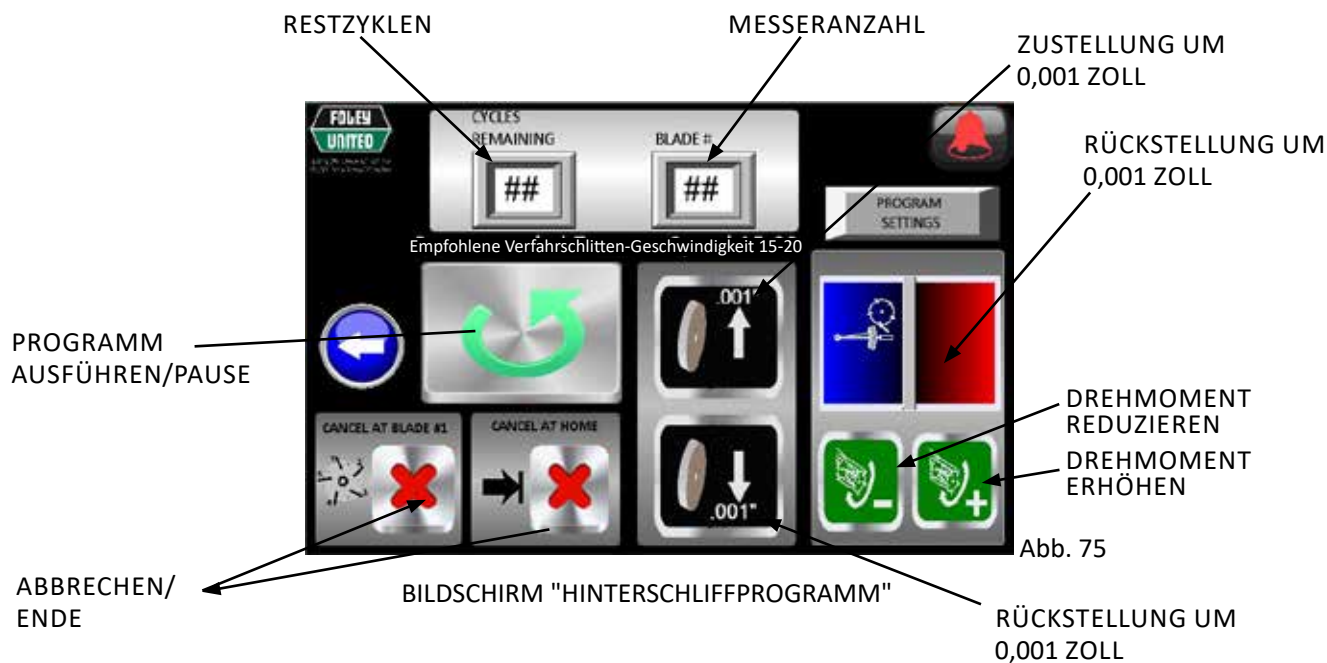 RESTZYKLEN
MESSERANZAHL
ZUSTELLUNG UM
0,001 ZOLL
FOLEY
UNITED
CYCLES
REMAINING
BLADE #
##
##
RÜCKSTELLUNG UM
0,001 ZOLL
PROGRAM
SETTINGS
Empfohlene Verfahrschlitten-Geschwindigkeit 15-20
.001"
PROGRAMM
AUSFÜHREN/PAUSE
DREHMOMENT
REDUZIEREN
CANCEL AT BLADE #1
CANCEL AT HOME
DREHMOMENT
ERHÖHEN
.001"
Abb. 75
ABBRECHEN/
ENDE
BILDSCHIRM "HINTERSCHLIFFPROGRAMM"
RÜCKSTELLUNG UM
0,001 ZOLL